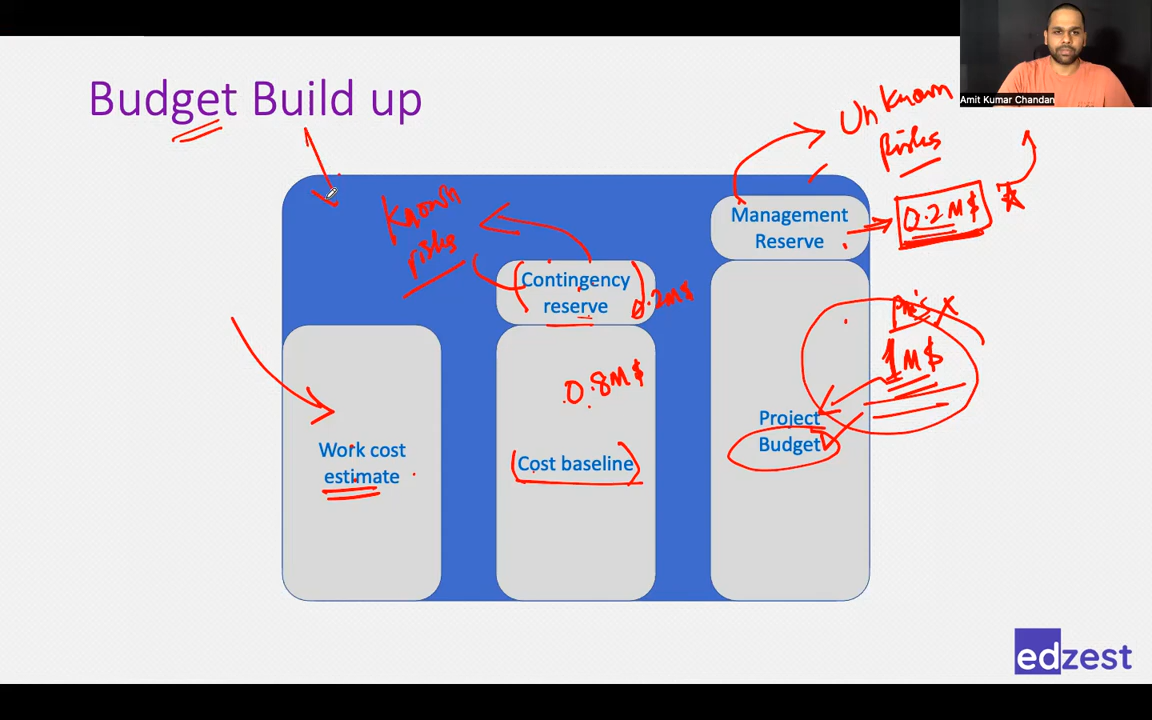 Budget Build up
Amit Kumar Chandan
Unknown
Risks
Known
risks
Management
Reserve
0.2M$
Contingency
reserve
0.2M$
1M$
0.8M$
Project
Budget
Work cost
estimate
Cost baseline
edzest